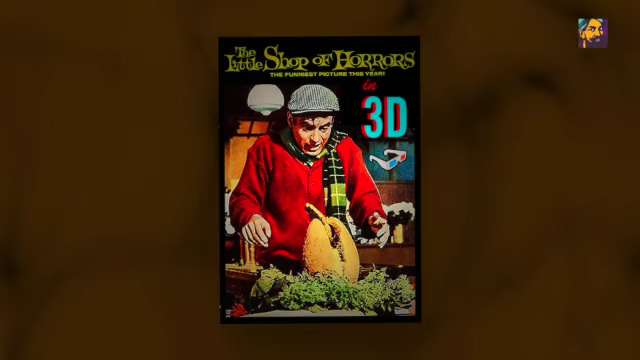 The
Little Shop of Horrors
THE FUNNIEST PICTURE THIS YEAR!
in
3D